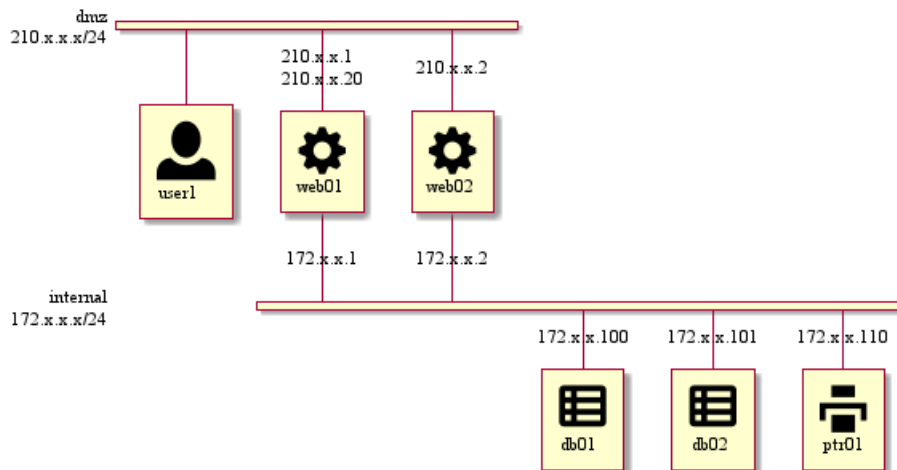 dmz
210.x.x.x/24
210.x.x.1
210.x.x.20
210.x.x.2
user1
web01
web02
172.x.x.1
172.x.x.2
internal
172.x.x.x/24
172.x.x.100
172.x.x.101
172.x.x.110
db01
db02
ptr01